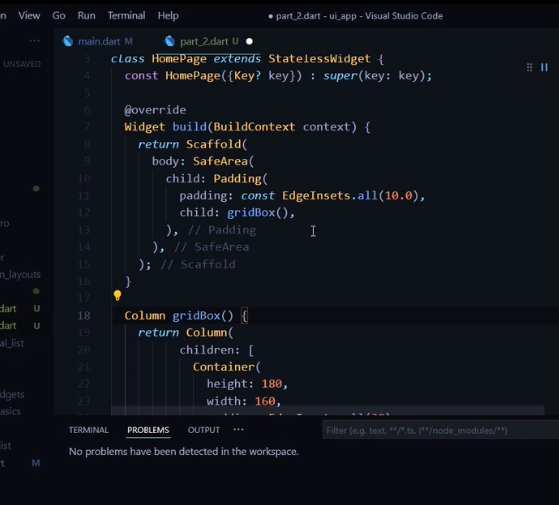 View Go Run Terminal Help ● part_2.dart - ui_app - Visual Studio Code
main.dart M part_2.dart U
UNSAVED
3 class HomePage extends StatelessWidget {
4 const HomePage({Key? key}) : super(key: key);
5
6 @override
7 Widget build(BuildContext context) {
8 return Scaffold(
9 body: SafeArea(
10 child: Padding(
11 padding: const EdgeInsets.all(10.0),
12 child: gridBox(),
13 ), // Padding
14 ), // SafeArea
15 ); // Scaffold
16 }
17
18 Column gridBox() {
19 return Column(
20 children: [
21 Container(
22 height: 180,
23 width: 160,
ro
r
n_layouts
dart U
dart U
al_list
dgets
asics
ist
t M
TERMINAL PROBLEMS OUTPUT ···
Filter (e.g. text, **/*.ts, !**/node_modules/**)
No problems have been detected in the workspace.